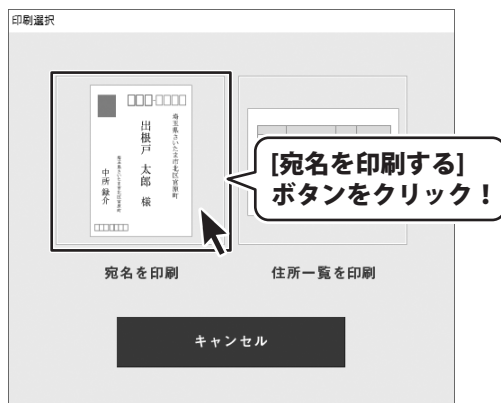 印刷選択
埼玉県さいたま市北区宮原町
出根戸 太郎 様
埼玉県さいたま市北区宮原町
中所 録介
[宛名を印刷する]
ボタンをクリック！
宛名を印刷
住所一覧を印刷
キャンセル